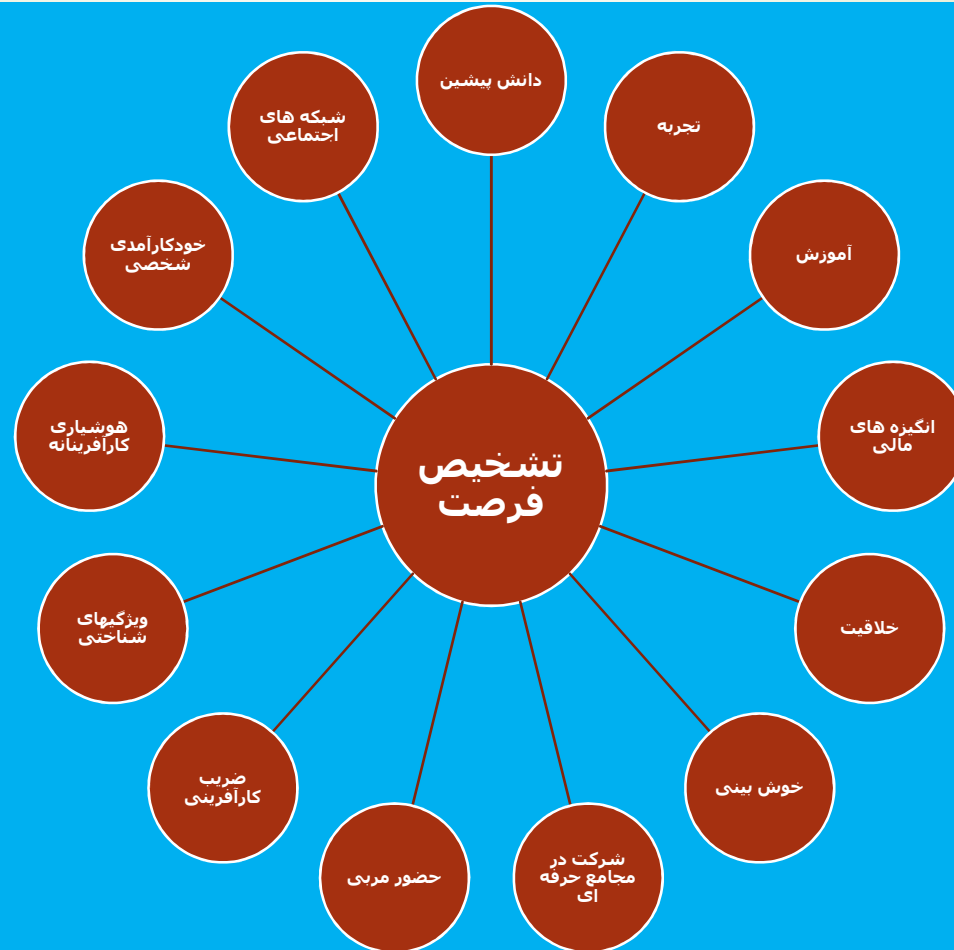 تشخیص
فرصت
دانش پیشین
تجربه
آموزش
انگیزه های
مالی
خلاقیت
خوش بینی
شرکت در
مجامع حرفه
ای
حضور مربی
ضریب
کارآفرینی
ویژگیهای
شناختی
هوشیاری
کارآفرینانه
خودکارآمدی
شخصی
شبکه های
اجتماعی